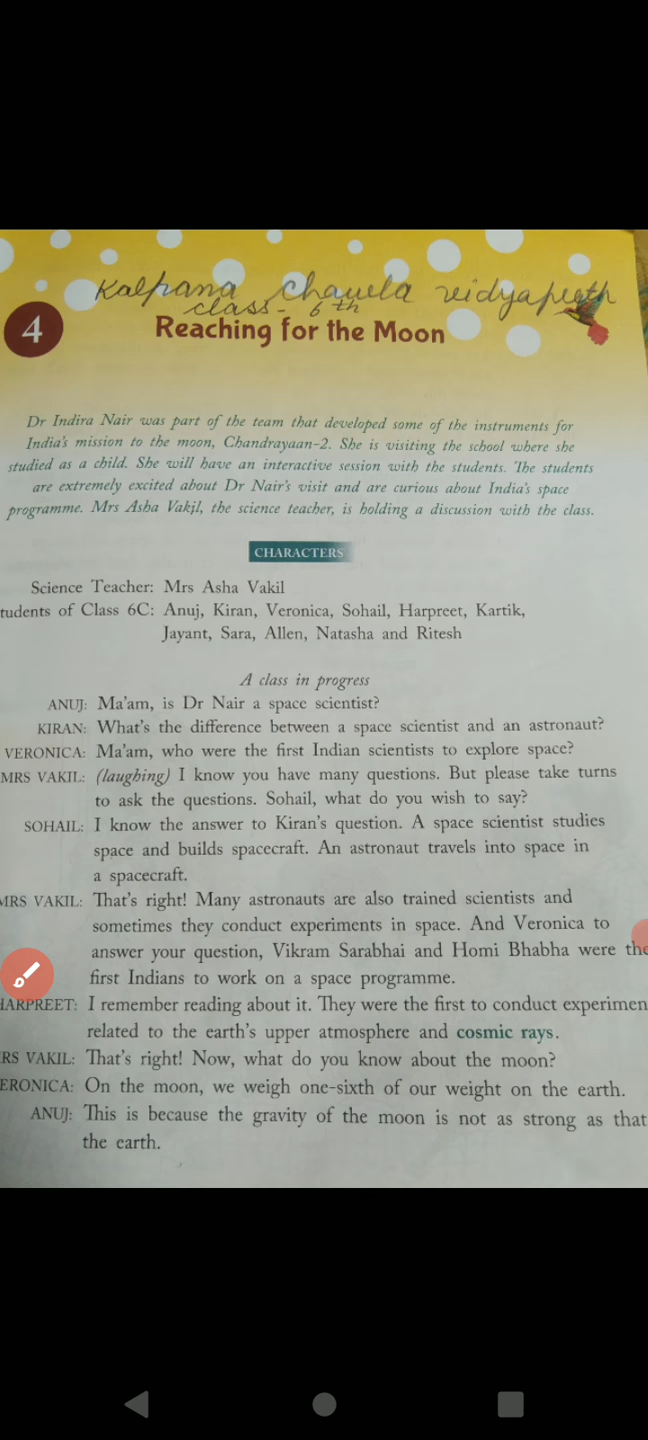 Kalpana Chawla vidyapeeth
class - 6th
4
Reaching for the Moon
Dr Indira Nair was part of the team that developed some of the instruments for
India's mission to the moon, Chandrayaan-2. She is visiting the school where she
studied as a child. She will have an interactive session with the students. The students
are extremely excited about Dr Nair's visit and are curious about India's space
programme. Mrs Asha Vakil, the science teacher, is holding a discussion with the class.
CHARACTERS
Science Teacher: Mrs Asha Vakil
tudents of Class 6C: Anuj, Kiran, Veronica, Sohail, Harpreet, Kartik,
Jayant, Sara, Allen, Natasha and Ritesh
A class in progress
ANUJ: Ma'am, is Dr Nair a space scientist?
KIRAN: What's the difference between a space scientist and an astronaut?
VERONICA: Ma'am, who were the first Indian scientists to explore space?
MRS VAKIL: (laughing) I know you have many questions. But please take turns
to ask the questions. Sohail, what do you wish to say?
SOHAIL: I know the answer to Kiran's question. A space scientist studies
space and builds spacecraft. An astronaut travels into space in
a spacecraft.
MRS VAKIL: That's right! Many astronauts are also trained scientists and
sometimes they conduct experiments in space. And Veronica to
answer your question, Vikram Sarabhai and Homi Bhabha were the
first Indians to work on a space programme.
HARPREET: I remember reading about it. They were the first to conduct experimen
related to the earth's upper atmosphere and cosmic rays.
RS VAKIL: That's right! Now, what do you know about the moon?
ERONICA: On the moon, we weigh one-sixth of our weight on the earth.
ANUJ: This is because the gravity of the moon is not as strong as that
the earth.